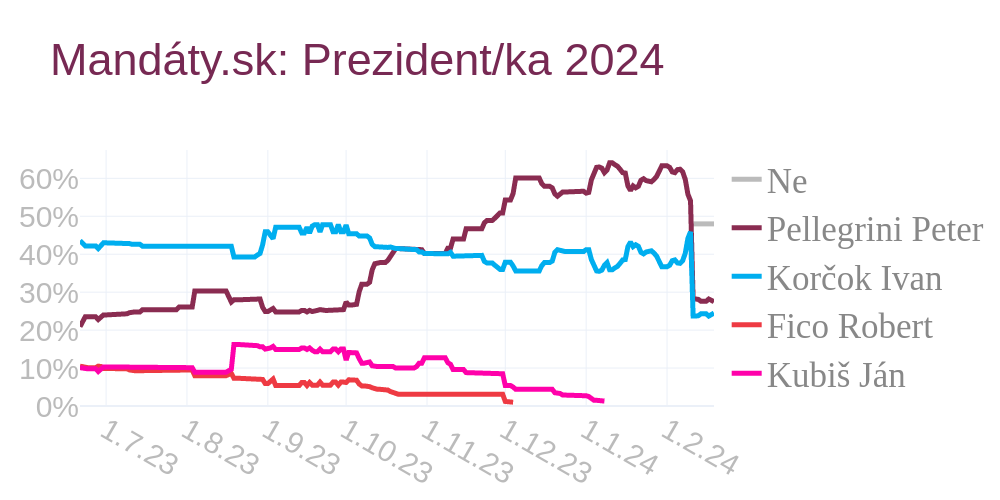 Mandáty.sk: Prezident/ka 2024
60%
50%
40%
30%
20%
10%
0%
1.7.23
1.8.23
1.9.23
1.10.23
1.11.23
1.12.23
1.1.24
1.2.24
Ne
Pellegrini Peter
Korčok Ivan
Fico Robert
Kubiš Ján